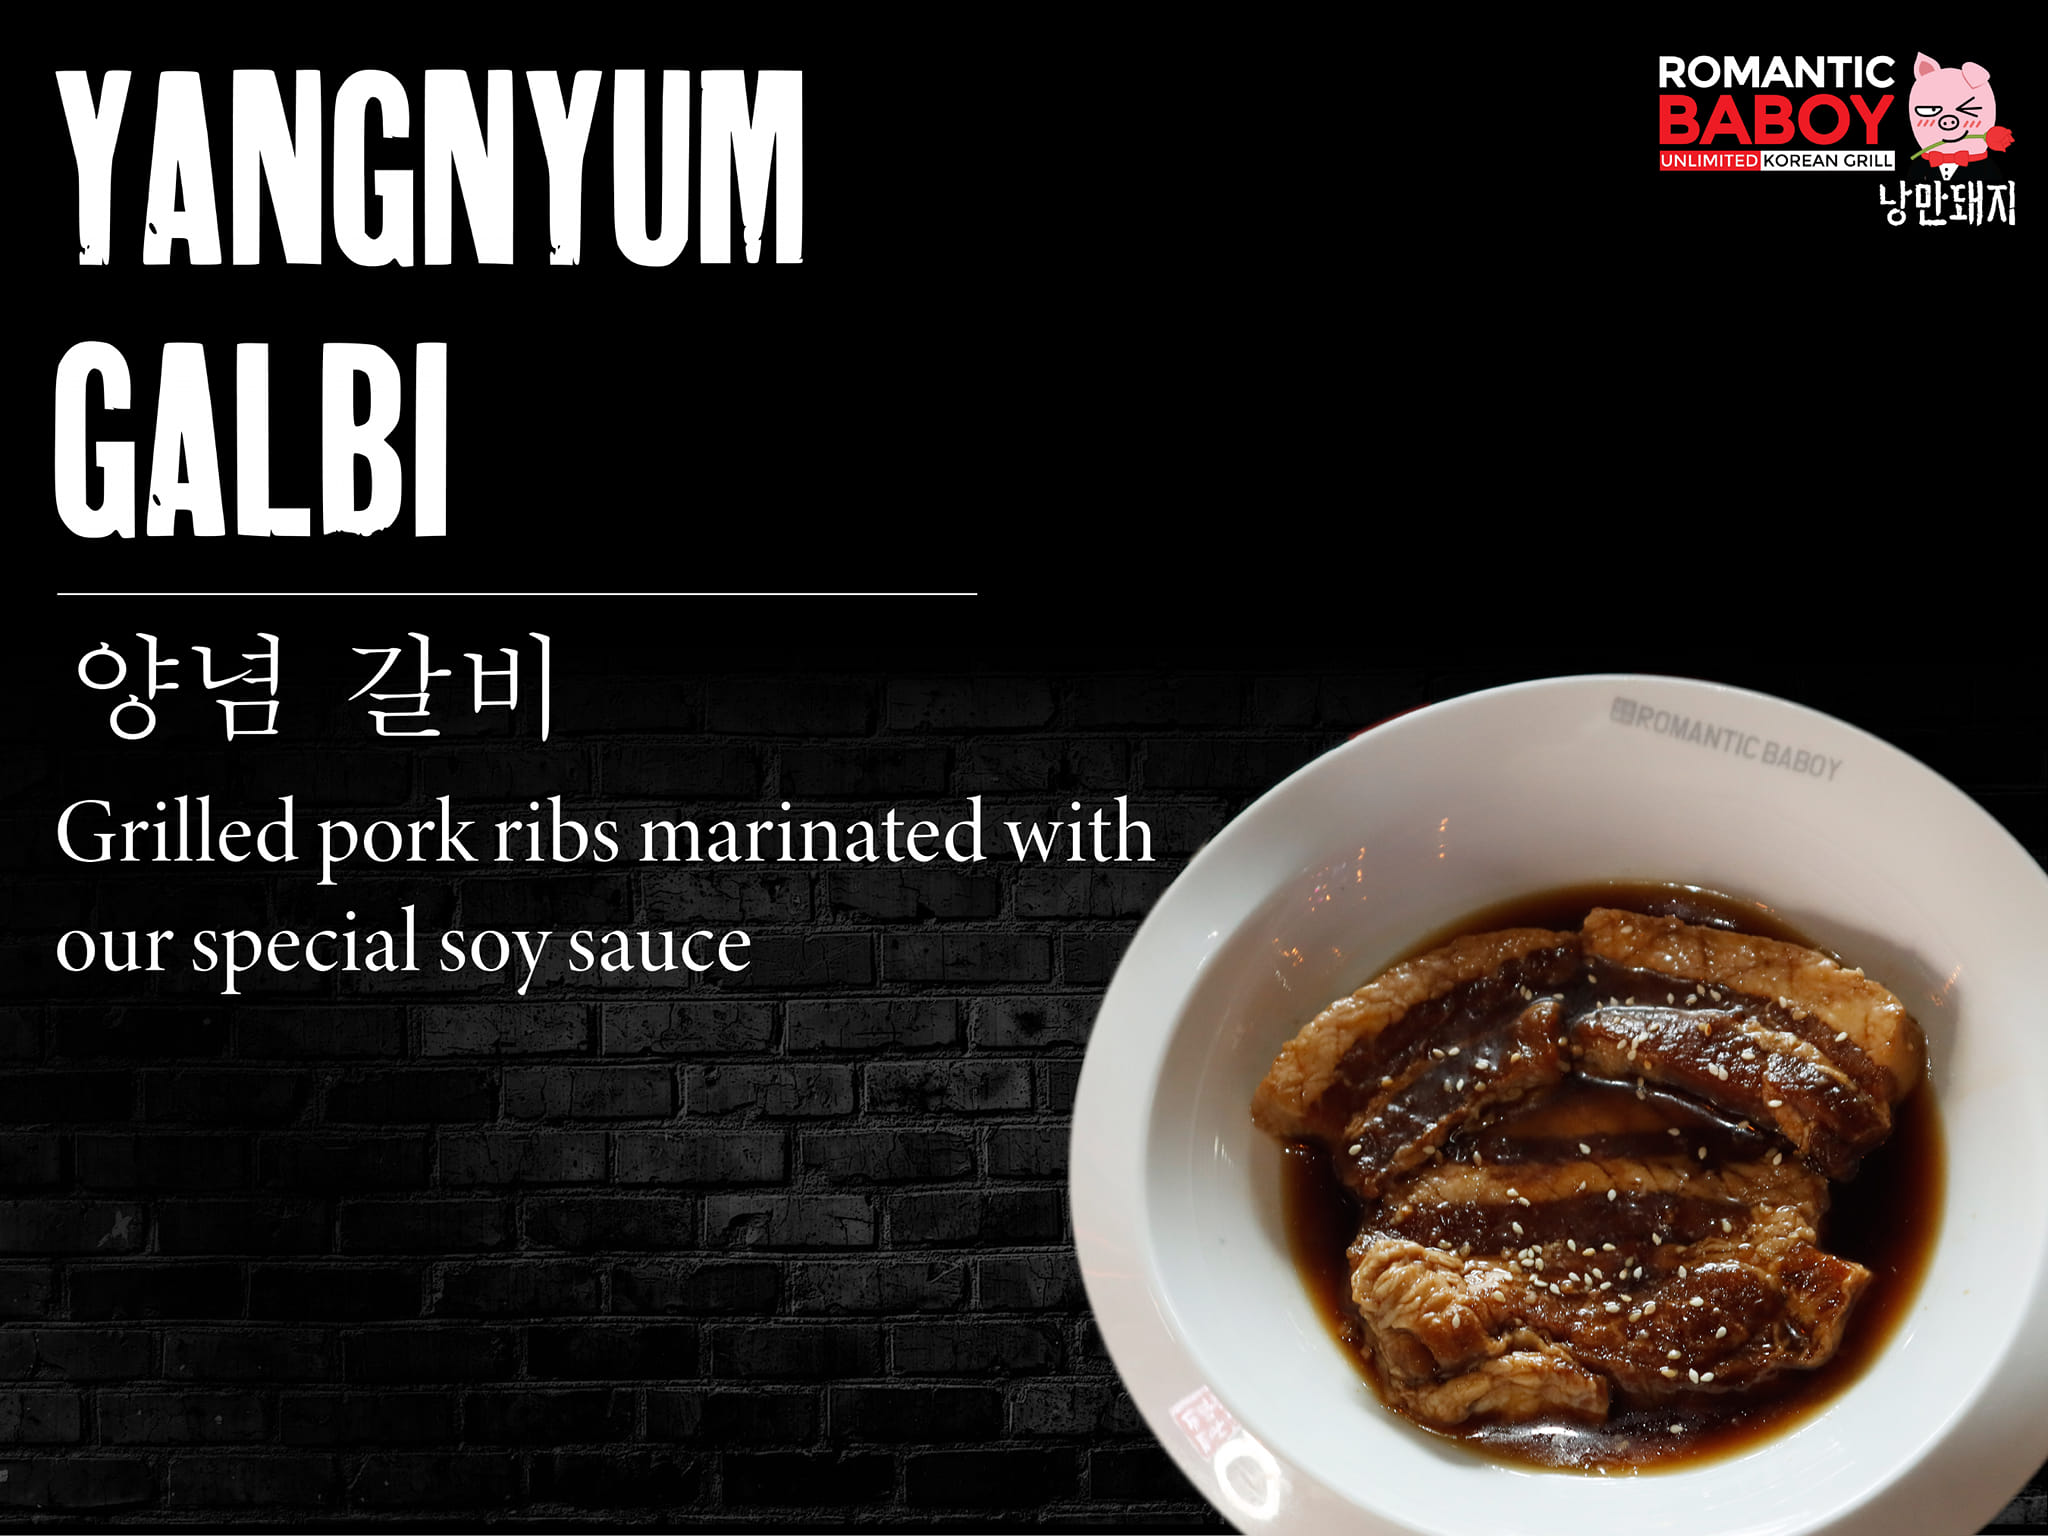 YANGNYUM
GALBI
양념 갈비
Grilled pork ribs marinated with
our special soy sauce
ROMANTIC
BABOY
UNLIMITED KOREAN GRILL
낭만돼지
ROMANTIC BABOY